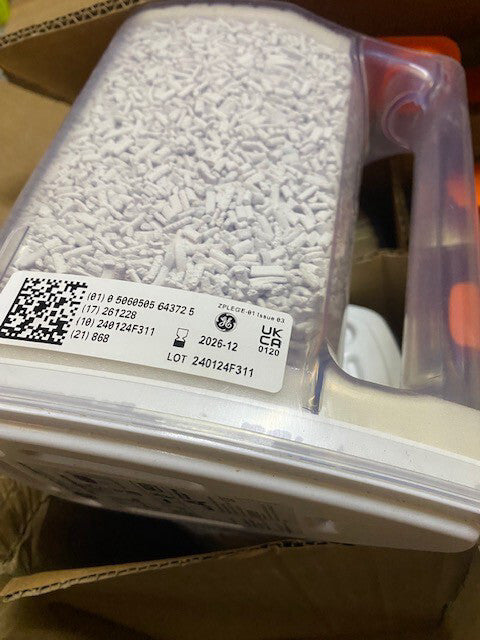 (01) 0 5060505 64372 5
(17) 261228
(10) 240124F311
(21) 868
ZPLEGE-01 Issue 03
GE
UK
CA
0120
2026-12
LOT 240124F311